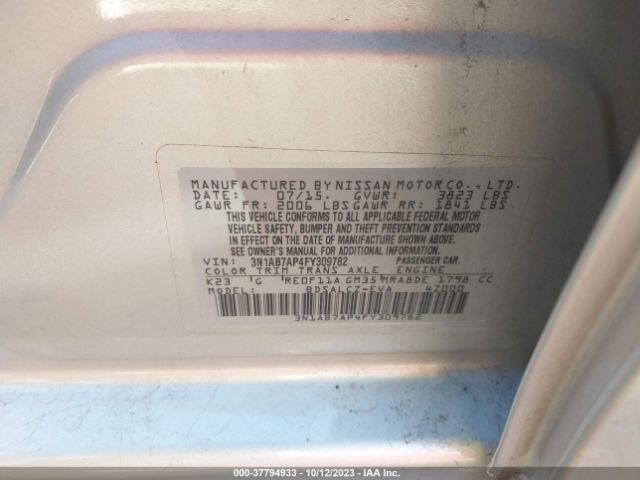 MANUFACTURED BY NISSAN MOTOR CO., LTD.
DATE: 07/15. GVWR: 3823 LBS
GAWR FR: 2006 LBS GAWR RR: 1841 LBS
THIS VEHICLE CONFORMS TO ALL APPLICABLE FEDERAL MOTOR
VEHICLE SAFETY, BUMPER AND THEFT PREVENTION STANDARDS
IN EFFECT ON THE DATE OF MANUFACTURE SHOWN ABOVE.
SEE OWNER'S MANUAL FOR ADDITIONAL INFORMATION.
VIN: 3N1AB7AP4FY309782 PASSENGER CAR.
COLOR TRIM TRANS AXLE ENGINE
K23 G RE0F11A GM35 MRA8DE 1798 CC
MODEL: BDSALCZ-EVA 4Z000
3N1AB7AP4FY309782
000-37794933 - 10/12/2023 - IAA Inc.